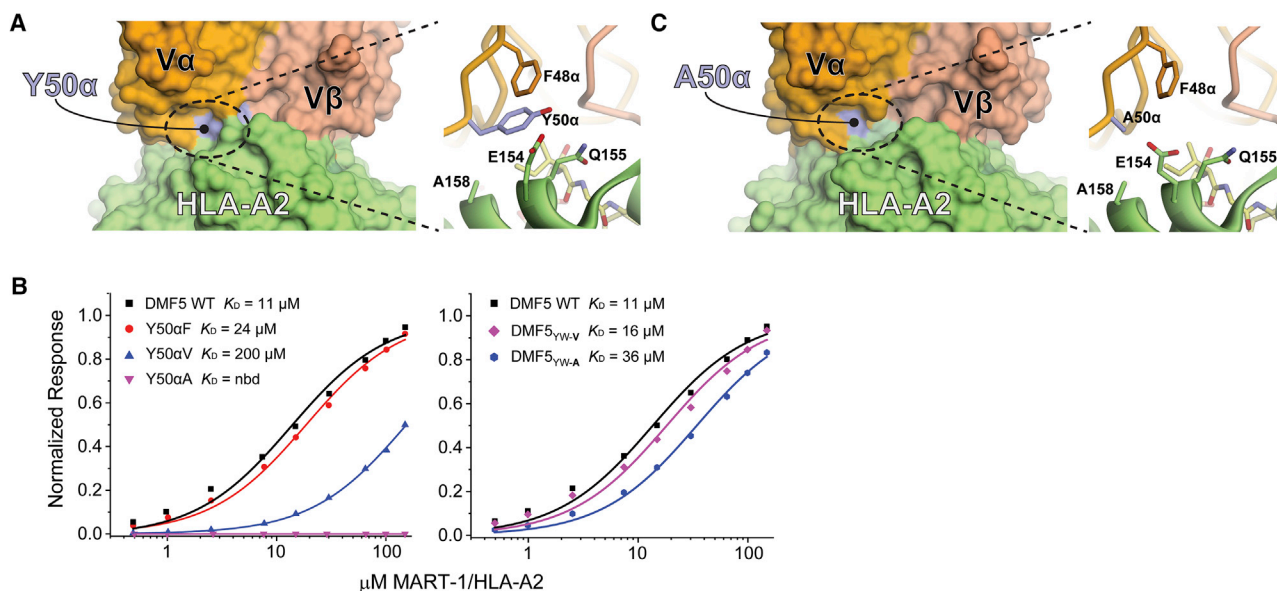 A
Vα
Y50α
Vβ
HLA-A2
F48α
Y50α
E154
Q155
A158
C
Vα
A50α
Vβ
HLA-A2
F48α
A50α
E154
Q155
A158
B
Normalized Response
1.0
0.8
0.6
0.4
0.2
0.0
DMF5 WT KD = 11 μM
Y50αF KD = 24 μM
Y50αV KD = 200 μM
Y50αA KD = nbd
1 10 100
1.0
0.8
0.6
0.4
0.2
0.0
DMF5 WT KD = 11 μM
DMF5YW-V KD = 16 μM
DMF5YW-A KD = 36 μM
1 10 100
μM MART-1/HLA-A2